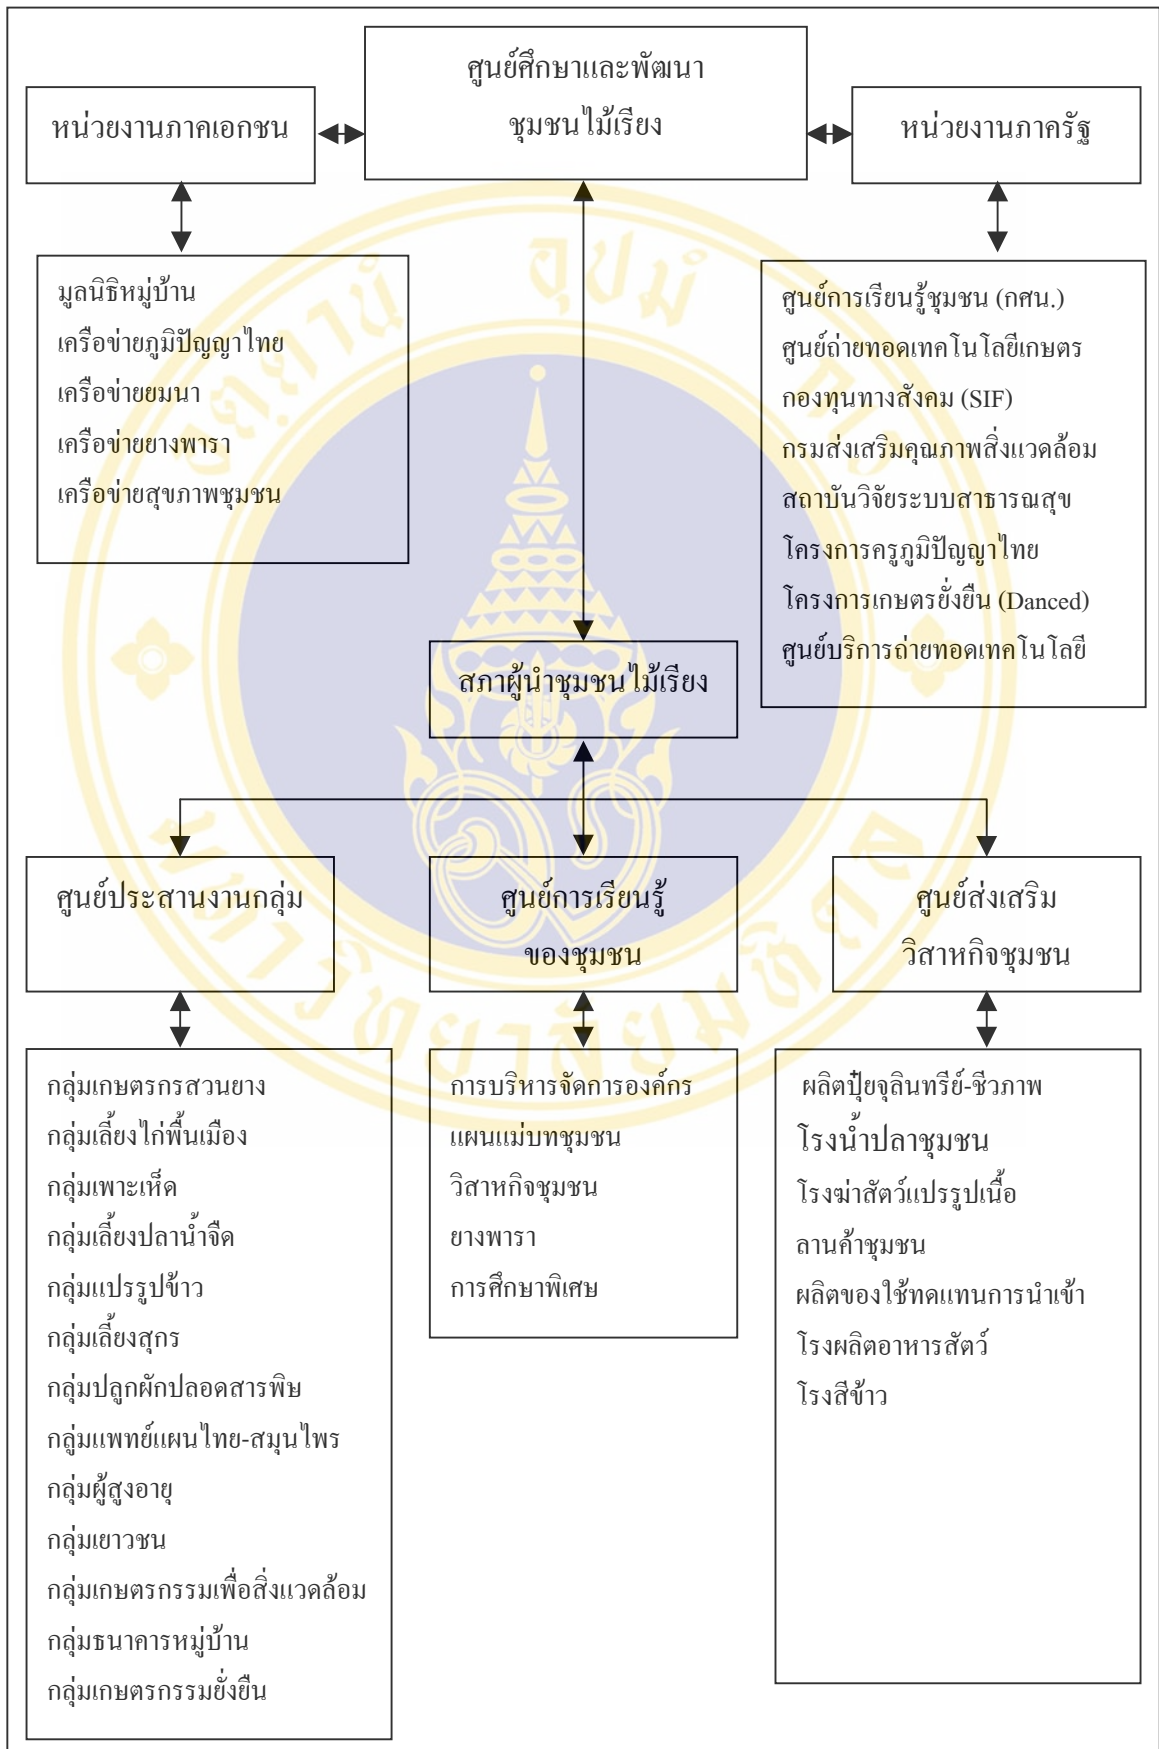 ศูนย์ศึกษาและพัฒนา
ชุมชนไม้เรียง
หน่วยงานภาคเอกชน
หน่วยงานภาครัฐ
มูลนิธิหมู่บ้าน
เครือข่ายภูมิปัญญาไทย
เครือข่ายยมนา
เครือข่ายยางพารา
เครือข่ายสุขภาพชุมชน
ศูนย์การเรียนรู้ชุมชน (กศน.)
ศูนย์ถ่ายทอดเทคโนโลยีเกษตร
กองทุนทางสังคม (SIF)
กรมส่งเสริมคุณภาพสิ่งแวดล้อม
สถาบันวิจัยระบบสาธารณสุข
โครงการครูภูมิปัญญาไทย
โครงการเกษตรยั่งยืน (Danced)
ศูนย์บริการถ่ายทอดเทคโนโลยี
สภาผู้นำชุมชนไม้เรียง
ศูนย์ประสานงานกลุ่ม
ศูนย์การเรียนรู้
ของชุมชน
ศูนย์ส่งเสริม
วิสาหกิจชุมชน
กลุ่มเกษตรกรสวนยาง
กลุ่มเลี้ยงไก่พื้นเมือง
กลุ่มเพาะเห็ด
กลุ่มเลี้ยงปลาน้ำจืด
กลุ่มแปรรูปข้าว
กลุ่มเลี้ยงสุกร
กลุ่มปลูกผักปลอดสารพิษ
กลุ่มแพทย์แผนไทย-สมุนไพร
กลุ่มผู้สูงอายุ
กลุ่มเยาวชน
กลุ่มเกษตรกรรมเพื่อสิ่งแวดล้อม
กลุ่มธนาคารหมู่บ้าน
กลุ่มเกษตรกรรมยั่งยืน
การบริหารจัดการองค์กร
แผนแม่บทชุมชน
วิสาหกิจชุมชน
ยางพารา
การศึกษาพิเศษ
ผลิตปุ๋ยจุลินทรีย์-ชีวภาพ
โรงน้ำปลาชุมชน
โรงฆ่าสัตว์แปรรูปเนื้อ
ลานค้าชุมชน
ผลิตของใช้ทดแทนการนำเข้า
โรงผลิตอาหารสัตว์
โรงสีข้าว
อตฺตานํ อุปมํ กเร
มหาวิทยาลัยมหิดล